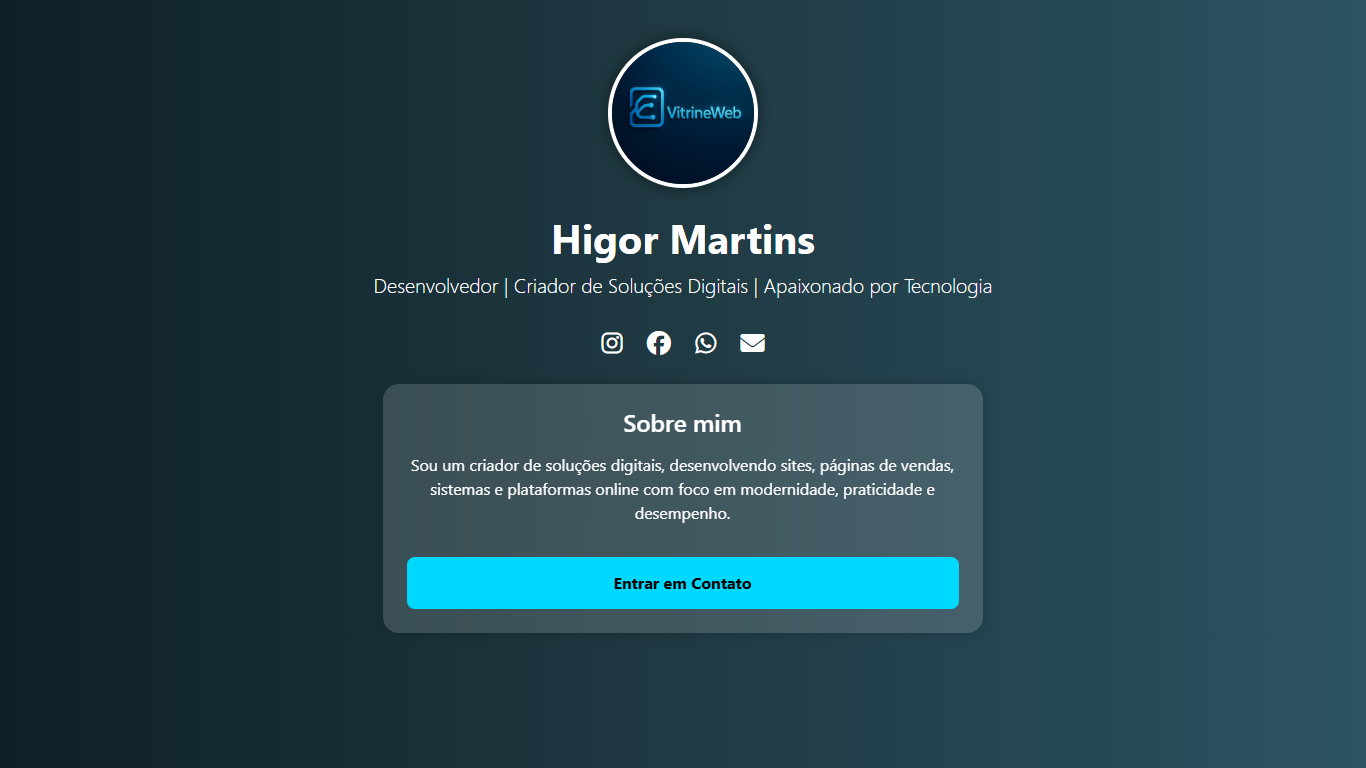 VitrineWeb
Higor Martins
Desenvolvedor | Criador de Soluções Digitais | Apaixonado por Tecnologia
Sobre mim
Sou um criador de soluções digitais, desenvolvendo sites, páginas de vendas,
sistemas e plataformas online com foco em modernidade, praticidade e
desempenho.
Entrar em Contato